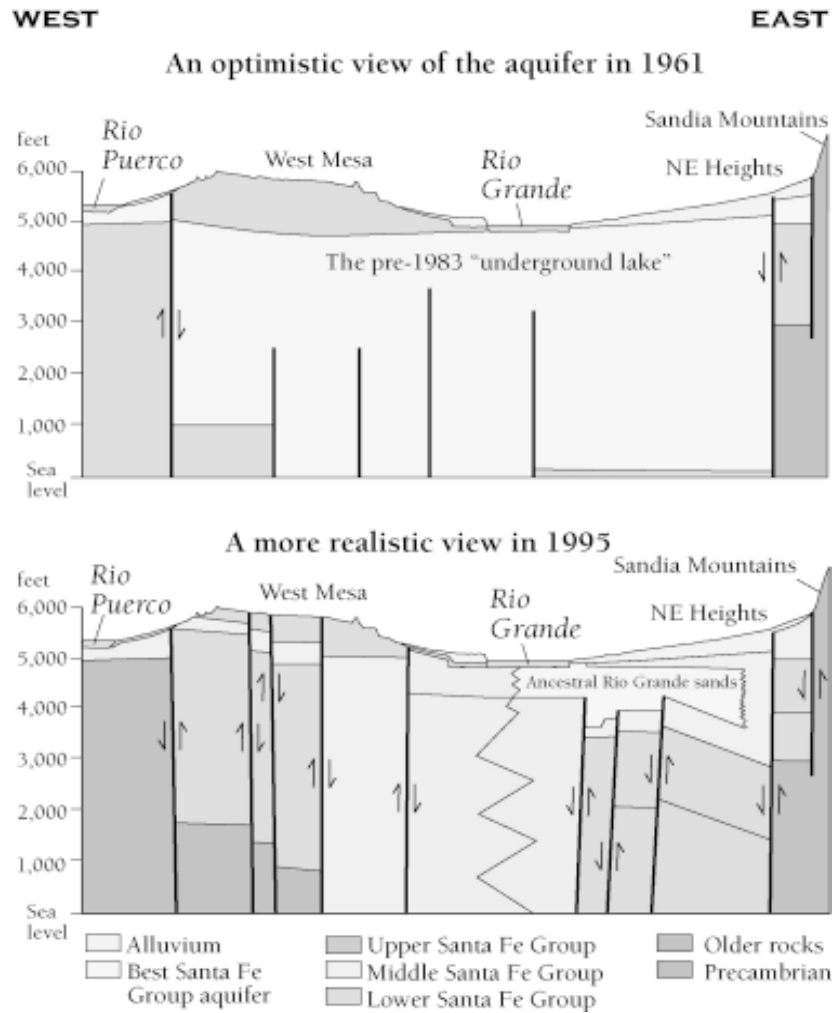 WEST
EAST
An optimistic view of the aquifer in 1961
feet
Rio
Puerco
West Mesa
Rio
Grande
Sandia Mountains
NE Heights
6,000
5,000
4,000
3,000
2,000
1,000
Sea
level
The pre-1983 "underground lake"
A more realistic view in 1995
feet
Rio
Puerco
West Mesa
Rio
Grande
Sandia Mountains
NE Heights
6,000
5,000
4,000
3,000
2,000
1,000
Sea
level
Ancestral Rio Grande sands
Alluvium
Best Santa Fe
Group aquifer
Upper Santa Fe Group
Middle Santa Fe Group
Lower Santa Fe Group
Older rocks
Precambrian